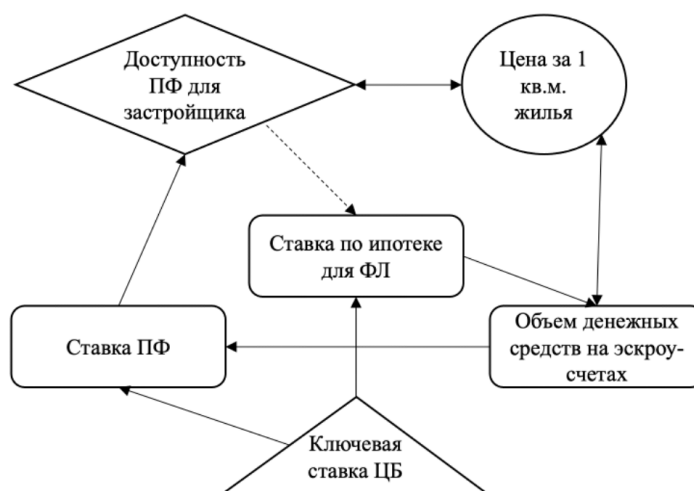 Доступность
ПФ для
застройщика
Цена за 1
кв.м.
жилья
Ставка по ипотеке
для ФЛ
Ставка ПФ
Объем денежных
средств на эскроу-
счетах
Ключевая
ставка ЦБ